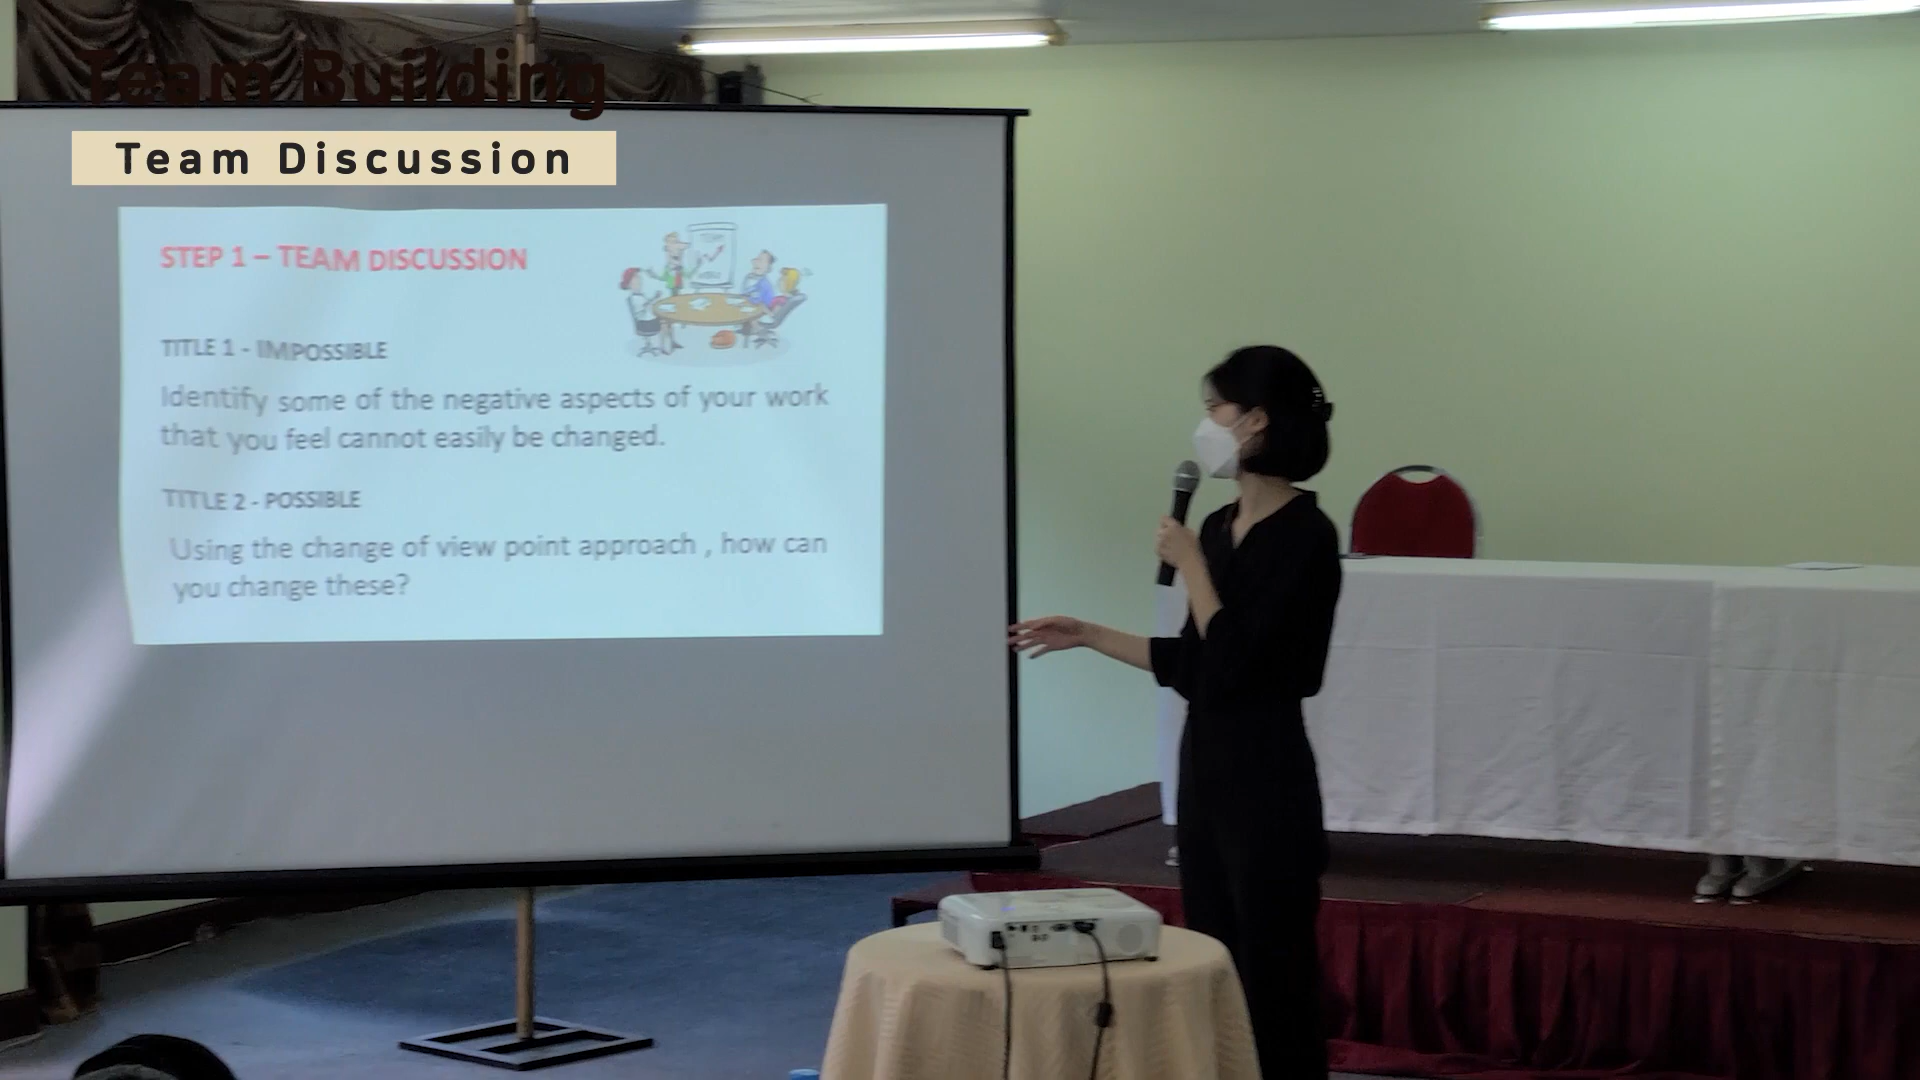 Team Building
Team Discussion
STEP 1 – TEAM DISCUSSION
TITLE 1 - IMPOSSIBLE
Identify some of the negative aspects of your work
that you feel cannot easily be changed.
TITLE 2 - POSSIBLE
Using the change of view point approach , how can
you change these?